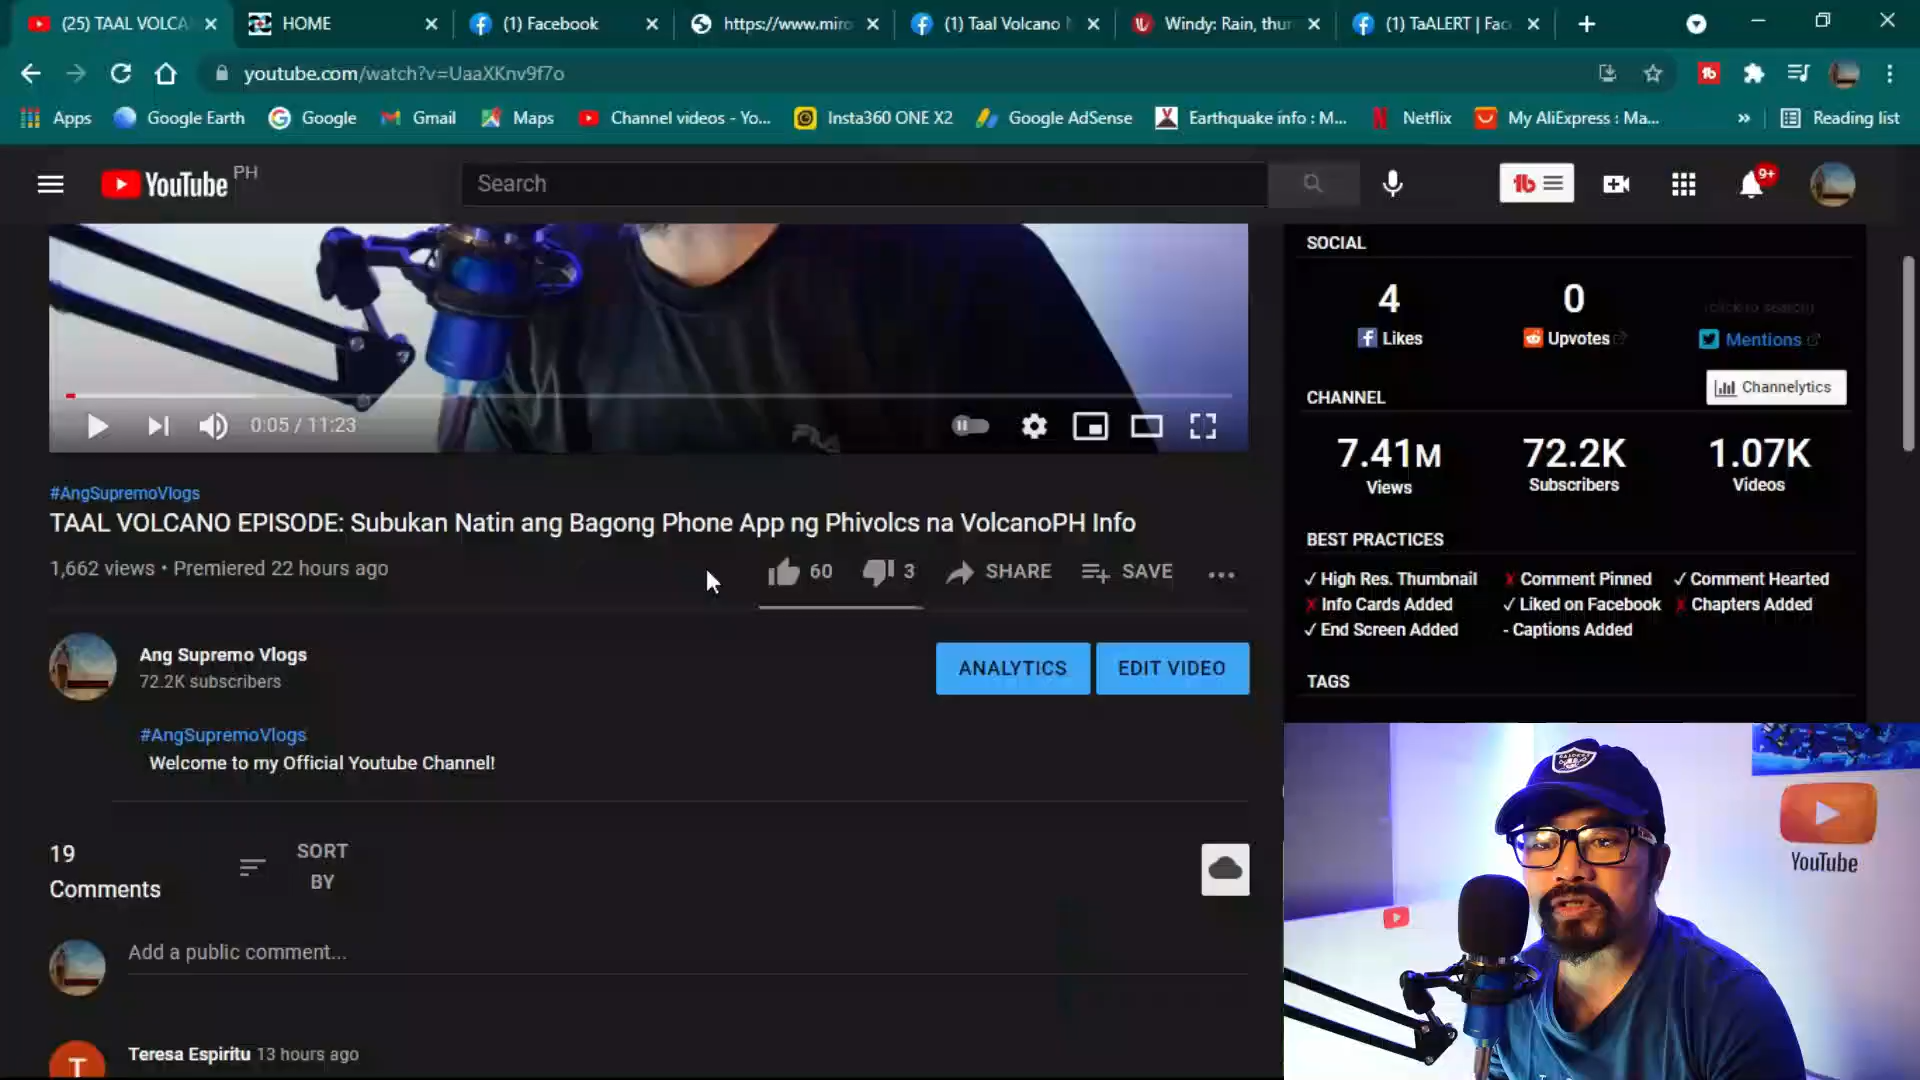 (25) TAAL VOLCA
HOME
(1) Facebook
https://www.miro
(1) Taal Volcano
Windy: Rain, thun
(1) TaALERT | Fac
youtube.com/watch?v=UaaXKnv9f7o
Apps
Google Earth
Google
Gmail
Maps
Channel videos - Yo...
Insta360 ONE X2
Google AdSense
Earthquake info : M...
Netflix
My AliExpress : Ma...
»
Reading list
YouTube PH
Search
9+
SOCIAL
4
0
(click to search)
Likes
Upvotes
Mentions
Channelytics
CHANNEL
7.41M
72.2K
1.07K
Views
Subscribers
Videos
0:05 / 11:23
BEST PRACTICES
✓ High Res. Thumbnail
x Comment Pinned
✓ Comment Hearted
x Info Cards Added
✓ Liked on Facebook
x Chapters Added
✓ End Screen Added
- Captions Added
TAGS
#AngSupremoVlogs
TAAL VOLCANO EPISODE: Subukan Natin ang Bagong Phone App ng Phivolcs na VolcanoPH Info
1,662 views • Premiered 22 hours ago
60
3
SHARE
SAVE
...
Ang Supremo Vlogs
72.2K subscribers
ANALYTICS
EDIT VIDEO
#AngSupremoVlogs
Welcome to my Official Youtube Channel!
19
Comments
SORT
BY
Add a public comment...
T
Teresa Espiritu 13 hours ago
RAIDERS
YouTube